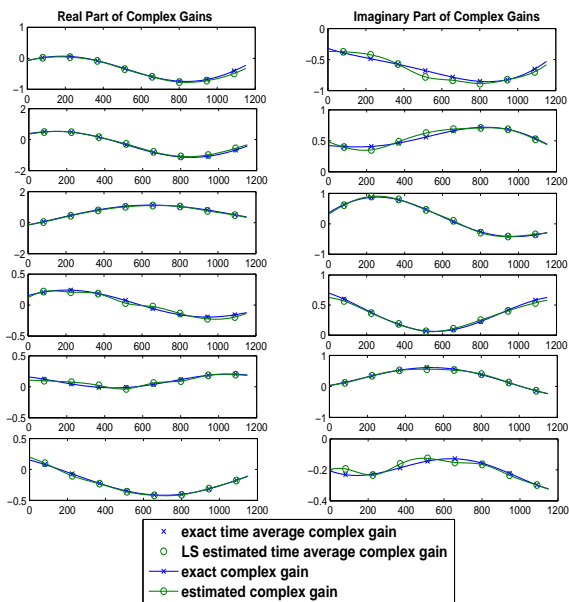 Real Part of Complex Gains
Imaginary Part of Complex Gains
1
0
-1
0 200 400 600 800 1000 1200
0
-0.5
-1
0 200 400 600 800 1000 1200
2
0
-2
0 200 400 600 800 1000 1200
1
0.5
0
0 200 400 600 800 1000 1200
2
0
2
0 200 400 600 800 1000 1200
1
0
-1
0 200 400 600 800 1000 1200
0.5
0
-0.5
0 200 400 600 800 1000 1200
1
0.5
0
0 200 400 600 800 1000 1200
0.5
0
0.5
0 200 400 600 800 1000 1200
1
0
1
0 200 400 600 800 1000 1200
0.5
0
-0.5
0 200 400 600 800 1000 1200
0
-0.2
-0.4
0 200 400 600 800 1000 1200
exact time average complex gain
LS estimated time average complex gain
exact complex gain
estimated complex gain